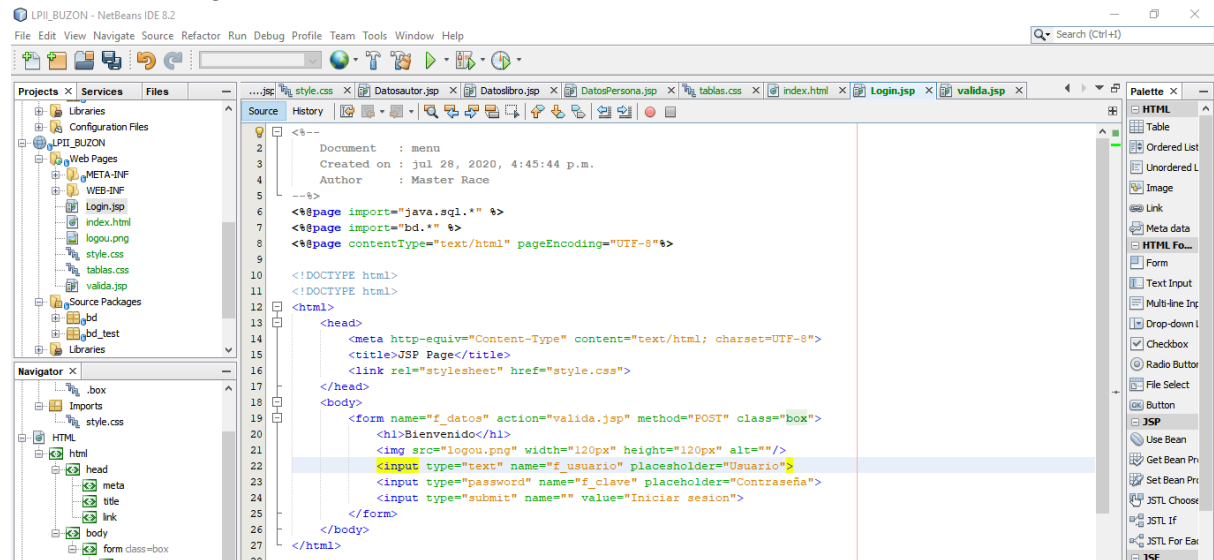 LPII_BUZON - NetBeans IDE 8.2
File Edit View Navigate Source Refactor Run Debug Profile Team Tools Window Help
Search (Ctrl+I)
Projects Services Files
Libraries
Configuration Files
LPII_BUZON
Web Pages
META-INF
WEB-INF
Login.jsp
index.html
logou.png
style.css
tablas.css
valida.jsp
Source Packages
bd
bd_test
Libraries
Navigator
.box
Imports
style.css
HTML
html
head
meta
title
link
body
form class=box
....jsp style.css Datosautor.jsp Datoslibro.jsp DatosPersona.jsp tablas.css index.html Login.jsp valida.jsp
Source History
<%--
2 Document : menu
3 Created on : jul 28, 2020, 4:45:44 p.m.
4 Author : Master Race
5 --%>
6 <%@page import="java.sql.*" %>
7 <%@page import="bd.*" %>
8 <%@page contentType="text/html" pageEncoding="UTF-8"%>
9
10 <!DOCTYPE html>
11 <!DOCTYPE html>
12 <html>
13 <head>
14 <meta http-equiv="Content-Type" content="text/html; charset=UTF-8">
15 <title>JSP Page</title>
16 <link rel="stylesheet" href="style.css">
17 </head>
18 <body>
19 <form name="f_datos" action="valida.jsp" method="POST" class="box">
20 <h1>Bienvenido</h1>
21 <img src="logou.png" width="120px" height="120px" alt=""/>
22 <input type="text" name="f_usuario" placesholder="Usuario">
23 <input type="password" name="f_clave" placeholder="Contraseña">
24 <input type="submit" name="" value="Iniciar sesion">
25 </form>
26 </body>
27 </html>
Palette
HTML
Table
Ordered List
Unordered L
Image
Link
Meta data
HTML Fo...
Form
Text Input
Multi-line Inp
Drop-down L
Checkbox
Radio Button
File Select
Button
JSP
Use Bean
Get Bean Pro
Set Bean Pro
JSTL Choose
JSTL If
JSTL For Eac
JSF